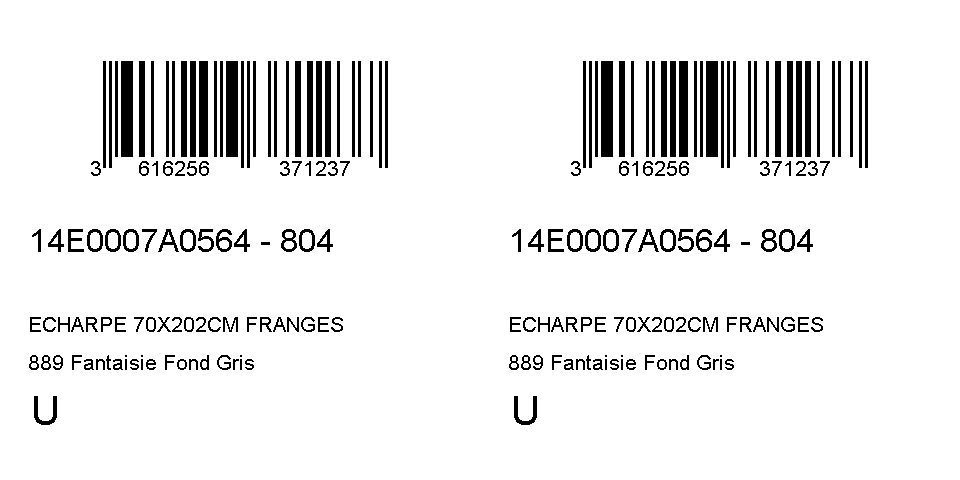 3 616256 371237
14E0007A0564 - 804
ECHARPE 70X202CM FRANGES
889 Fantaisie Fond Gris
U
3 616256 371237
14E0007A0564 - 804
ECHARPE 70X202CM FRANGES
889 Fantaisie Fond Gris
U